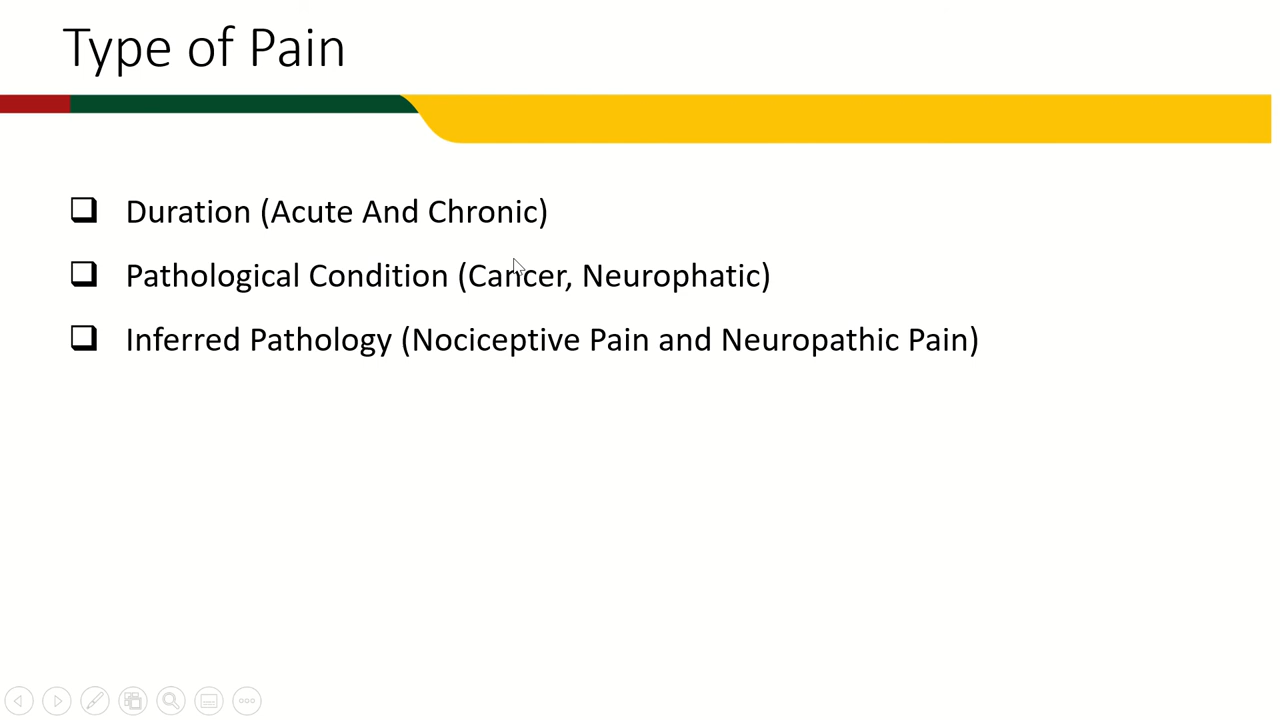 Type of Pain
Duration (Acute And Chronic)
Pathological Condition (Cancer, Neurophatic)
Inferred Pathology (Nociceptive Pain and Neuropathic Pain)